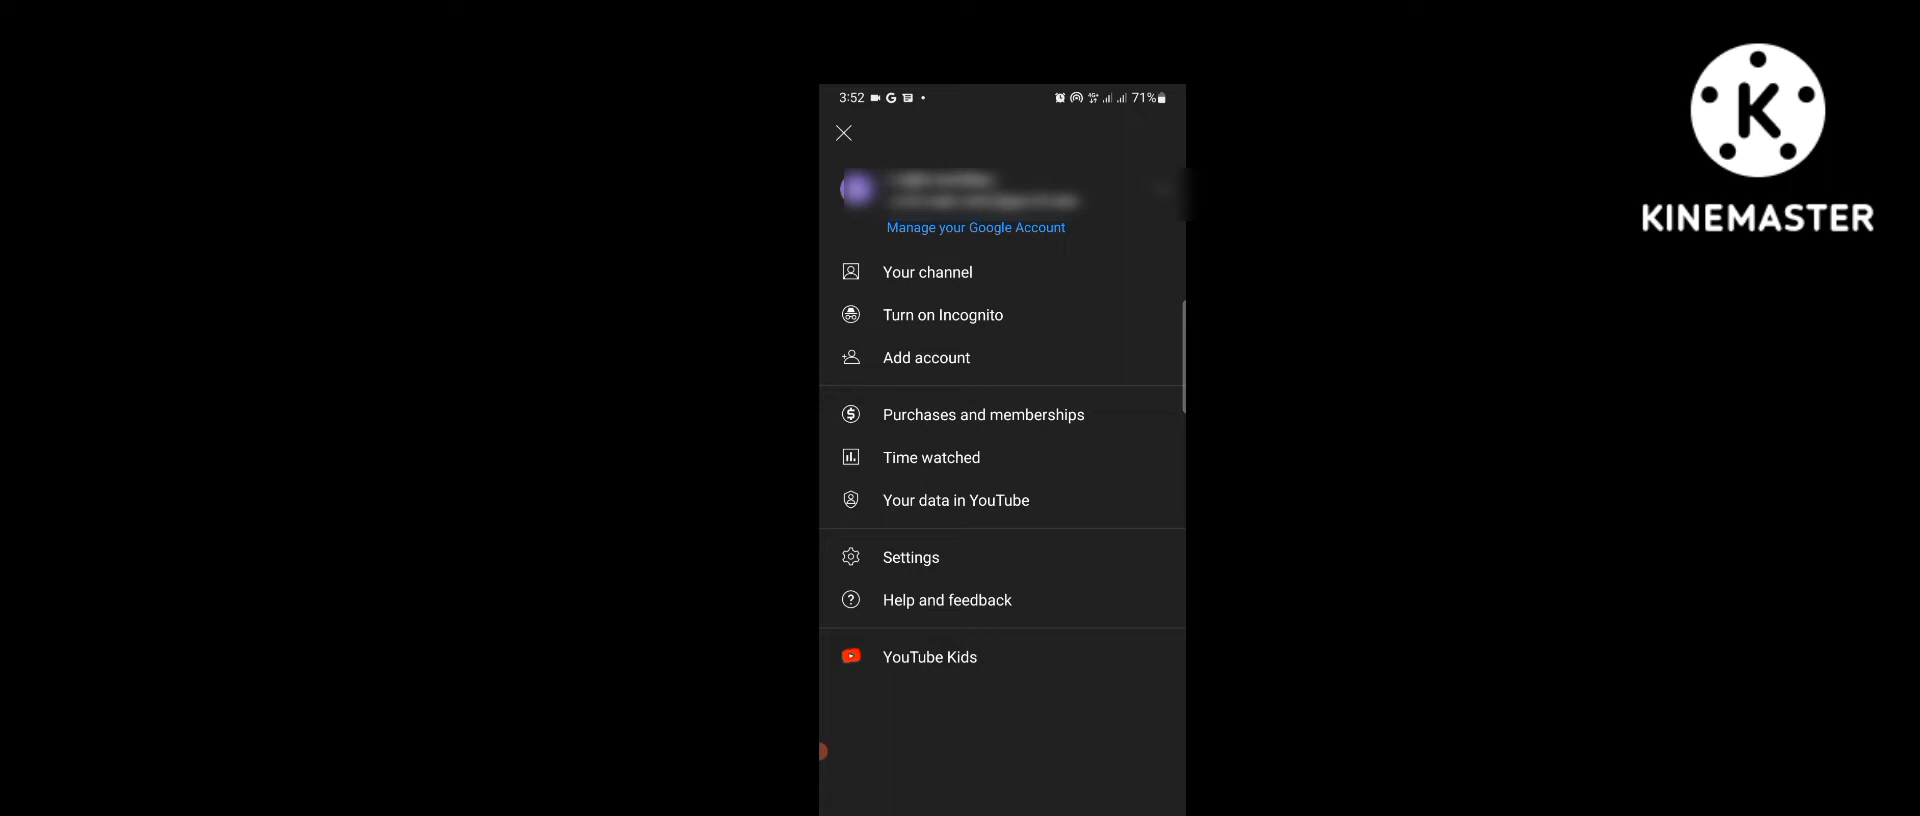 3:52
71%
KINEMASTER
Manage your Google Account
Your channel
Turn on Incognito
Add account
Purchases and memberships
Time watched
Your data in YouTube
Settings
Help and feedback
YouTube Kids